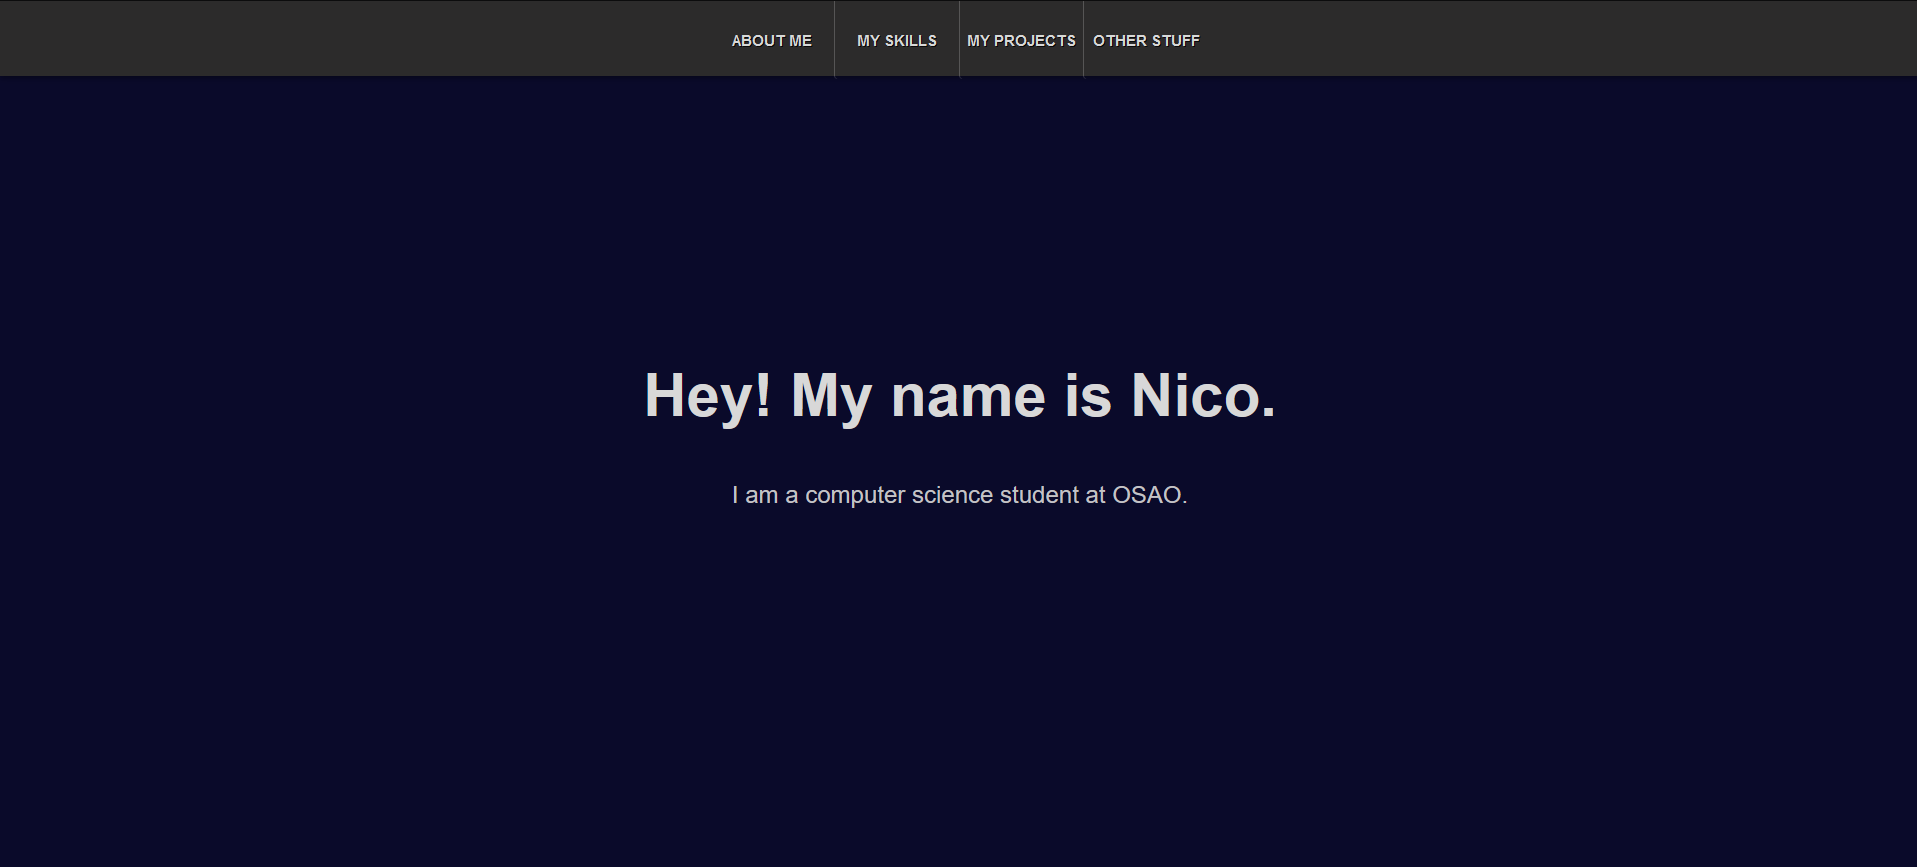 ABOUT ME MY SKILLS MY PROJECTS OTHER STUFF
Hey! My name is Nico.
I am a computer science student at OSAO.